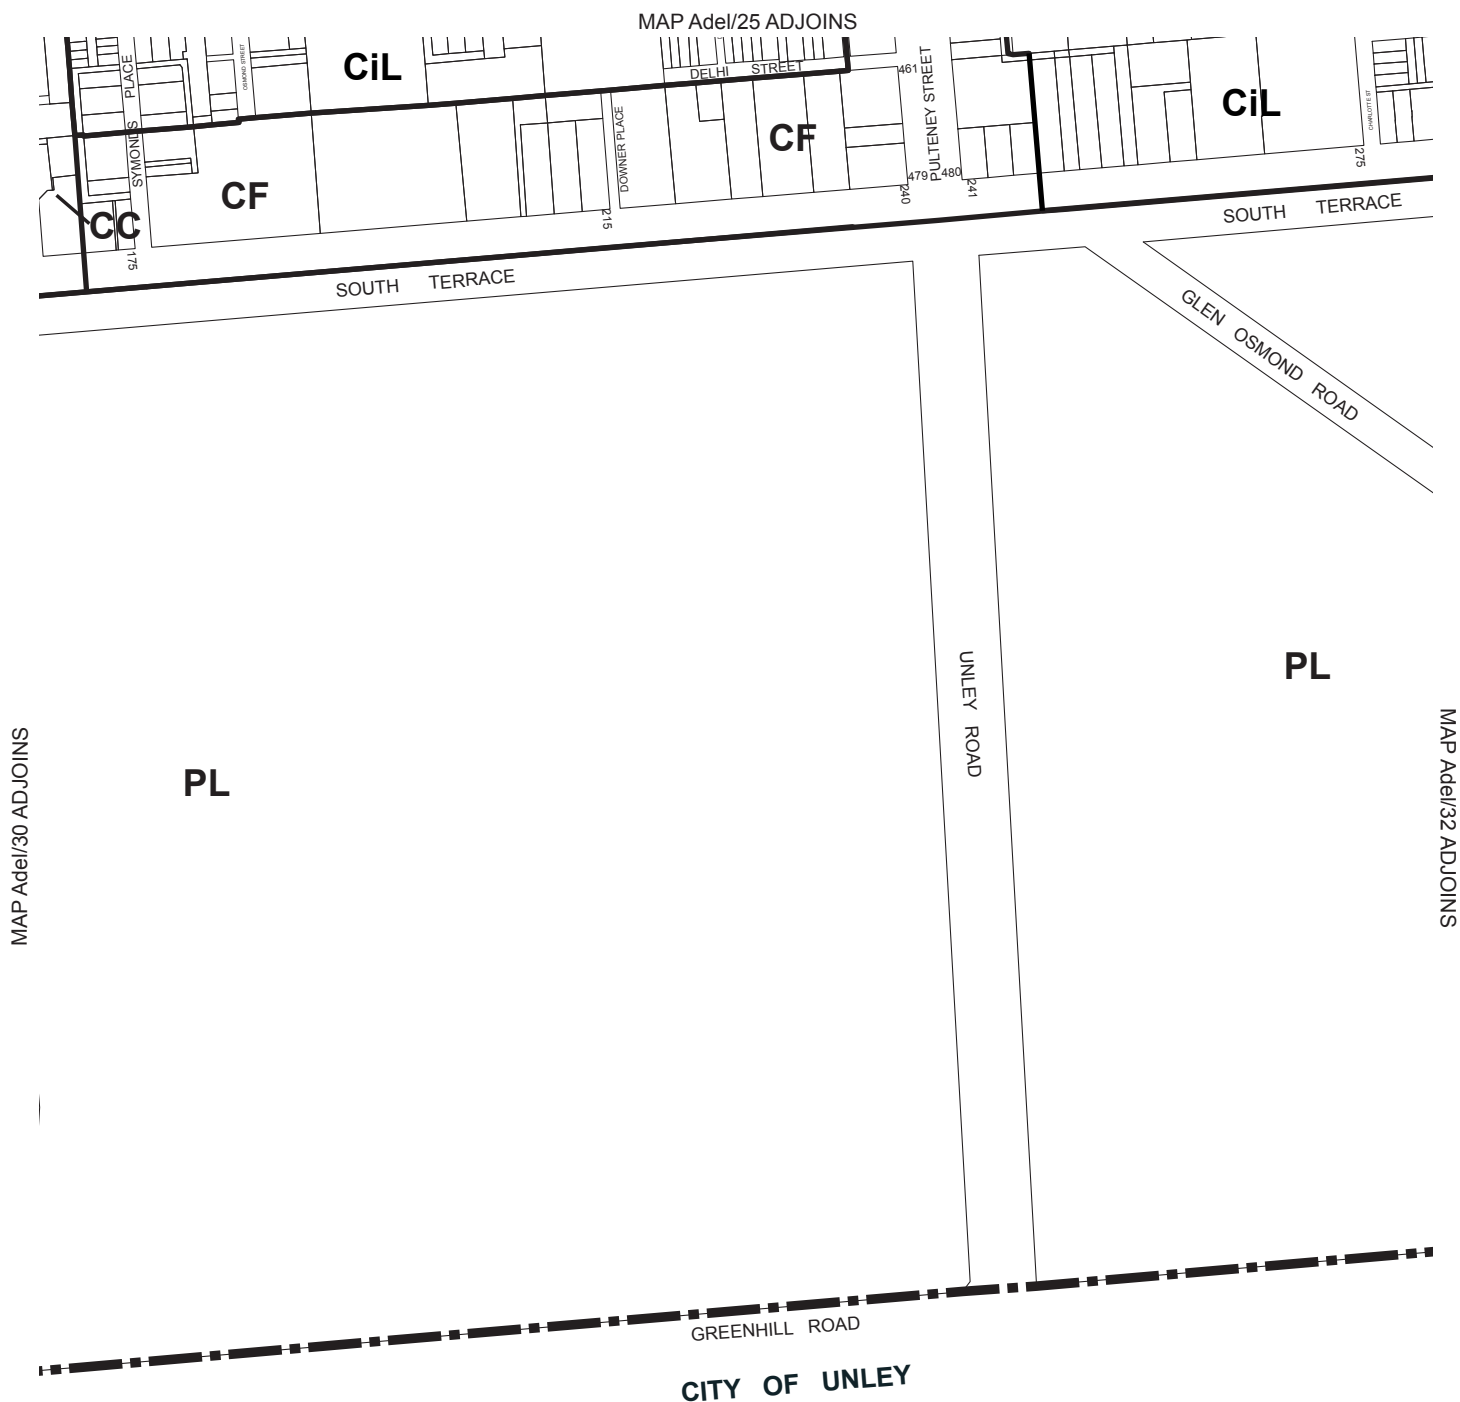 MAP Adel/25 ADJOINS
SYMONDS PLACE
OSMOND STREET
CiL
DELHI STREET
461
PULTENEY STREET
CiL
CHARLOTTE ST
275
DOWNER PLACE
CF
CF
479
480
240
241
CC
175
215
SOUTH TERRACE
SOUTH TERRACE
GLEN OSMOND ROAD
UNLEY ROAD
PL
PL
MAP Adel/30 ADJOINS
MAP Adel/32 ADJOINS
GREENHILL ROAD
CITY OF UNLEY